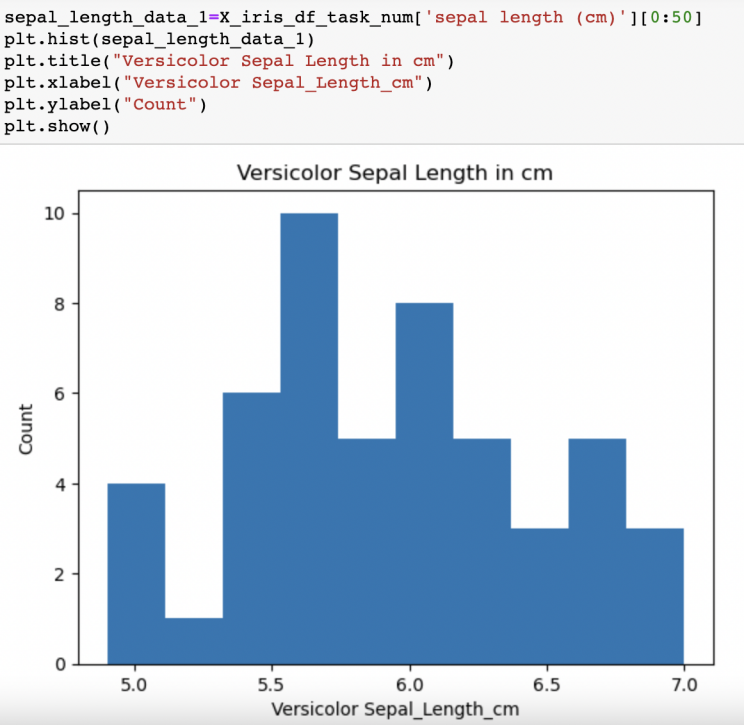 sepal_length_data_1=X_iris_df_task_num['sepal length (cm)'][0:50]
plt.hist(sepal_length_data_1)
plt.title("Versicolor Sepal Length in cm")
plt.xlabel("Versicolor Sepal_Length_cm")
plt.ylabel("Count")
plt.show()
Versicolor Sepal Length in cm
10
8
6
4
2
0
Count
5.0 5.5 6.0 6.5 7.0
Versicolor Sepal_Length_cm